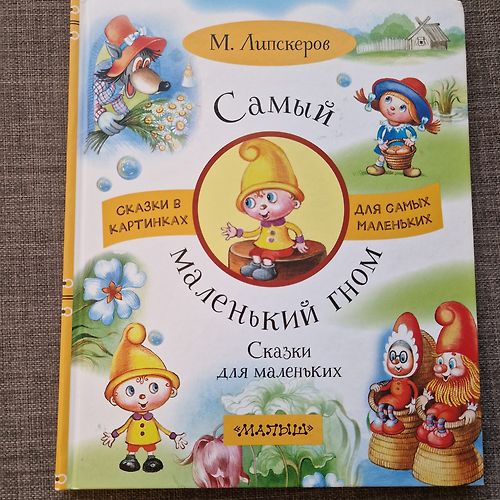 М. Липскеров
Самый
маленький гном
СКАЗКИ В
КАРТИНКАХ
ДЛЯ САМЫХ
МАЛЕНЬКИХ
Сказки
для маленьких
«МАЛЫШ»